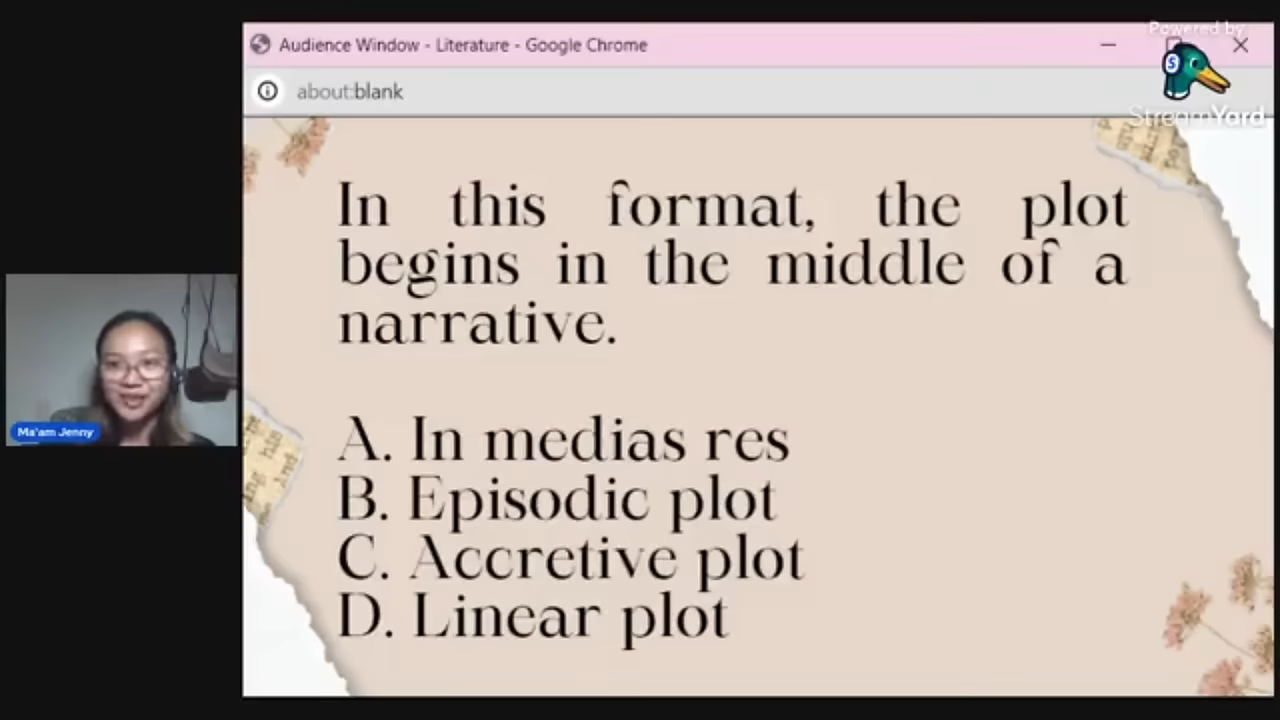 Audience Window - Literature - Google Chrome
Powered by
about:blank
StreamYard
In this format, the plot
begins in the middle of a
narrative.
A. In medias res
B. Episodic plot
C. Accretive plot
D. Linear plot
Ma'am Jenny
S